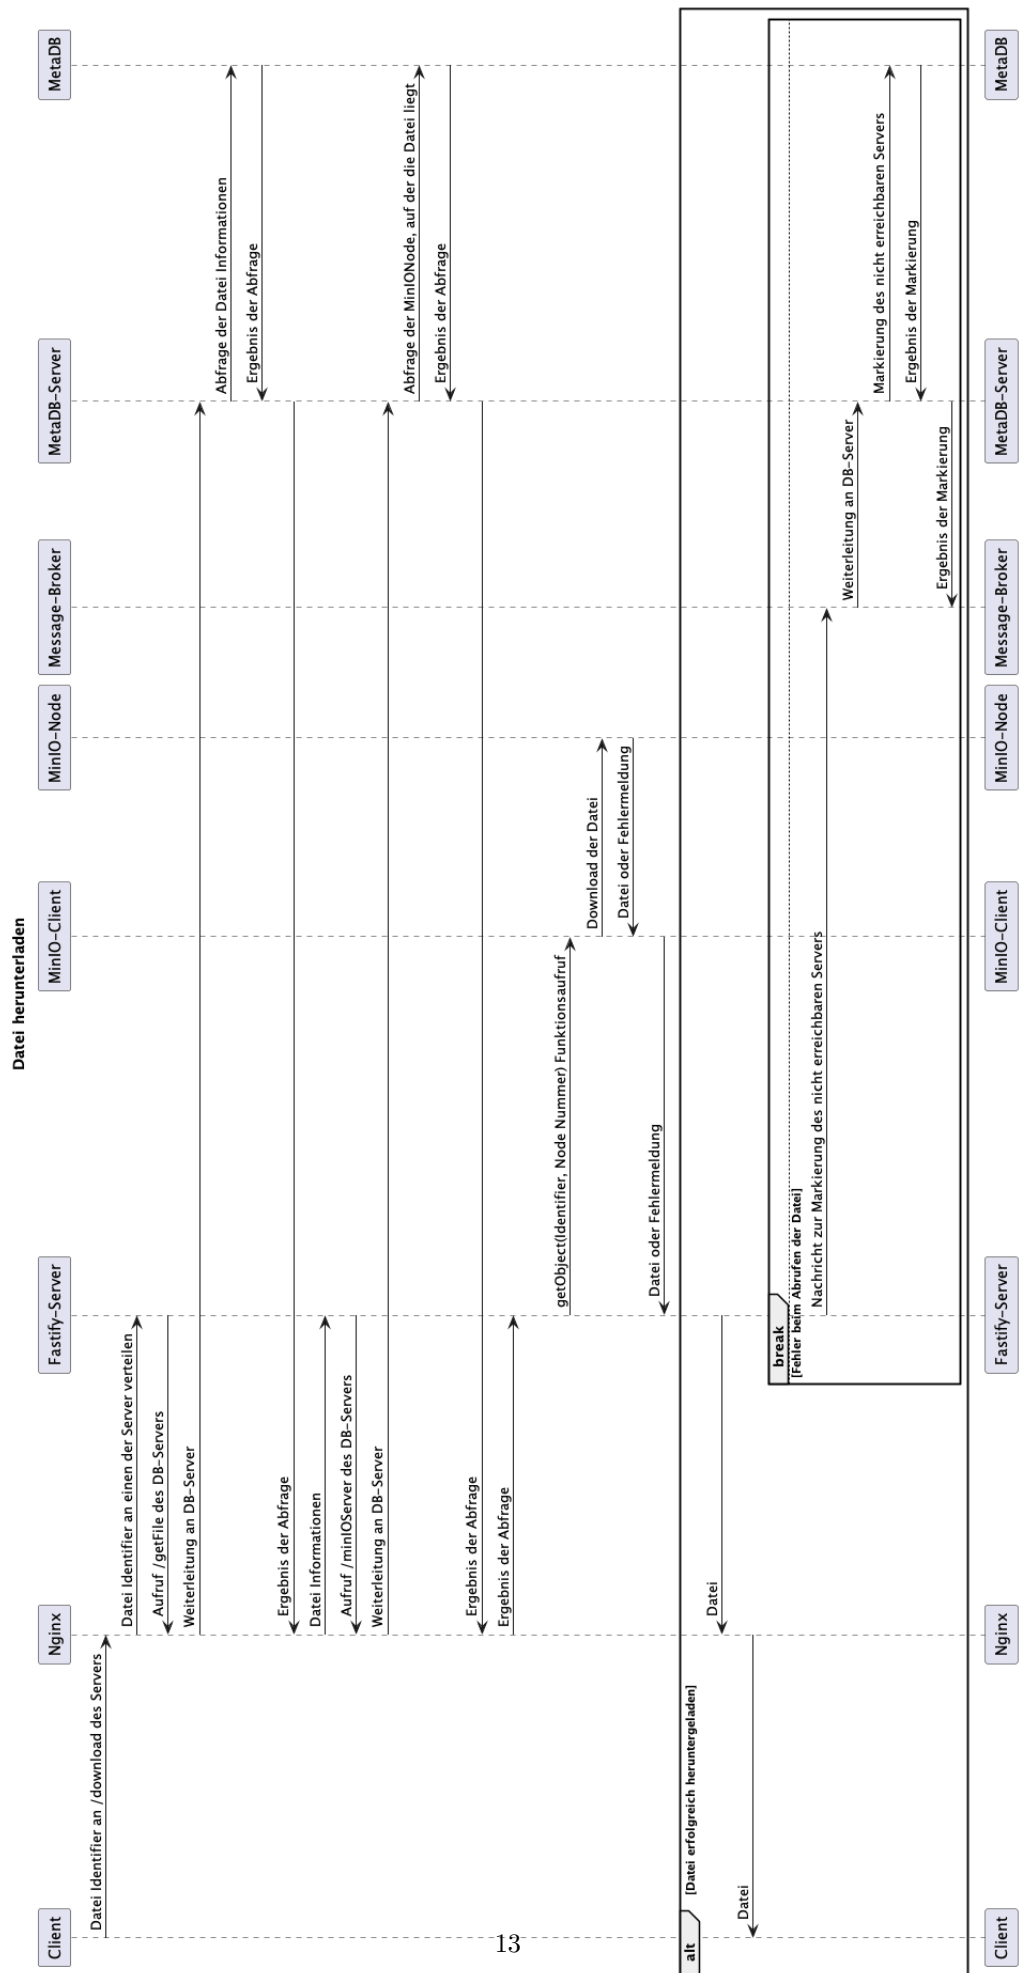 Datei herunterladen
Client
Nginx
Fastify-Server
MinIO-Client
MinIO-Node
Message-Broker
MetaDB-Server
MetaDB
Datei Identifier an /download des Servers
Datei Identifier an einen der Server verteilen
Aufruf /getFile des DB-Servers
Weiterleitung an DB-Server
Abfrage der Datei Informationen
Ergebnis der Abfrage
Ergebnis der Abfrage
Datei Informationen
Aufruf /minIOServer des DB-Servers
Weiterleitung an DB-Server
Abfrage der MinIONode, auf der die Datei liegt
Ergebnis der Abfrage
Ergebnis der Abfrage
Ergebnis der Abfrage
getObject(Identifier, Node Nummer) Funktionsaufruf
Download der Datei
Datei oder Fehlermeldung
Datei oder Fehlermeldung
alt
[Datei erfolgreich heruntergeladen]
Datei
Datei
break
[Fehler beim Abrufen der Datei]
Nachricht zur Markierung des nicht erreichbaren Servers
Weiterleitung an DB-Server
Markierung des nicht erreichbaren Servers
Ergebnis der Markierung
Ergebnis der Markierung
Client
Nginx
Fastify-Server
MinIO-Client
MinIO-Node
Message-Broker
MetaDB-Server
MetaDB
13